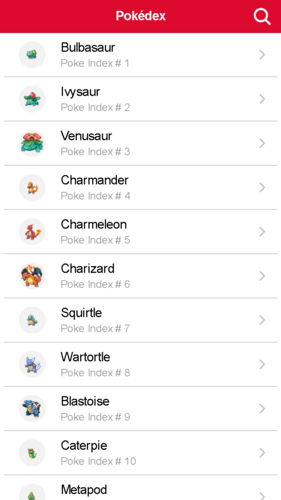 Pokédex
Bulbasaur
Poke Index # 1
Ivysaur
Poke Index # 2
Venusaur
Poke Index # 3
Charmander
Poke Index # 4
Charmeleon
Poke Index # 5
Charizard
Poke Index # 6
Squirtle
Poke Index # 7
Wartortle
Poke Index # 8
Blastoise
Poke Index # 9
Caterpie
Poke Index # 10
Metapod